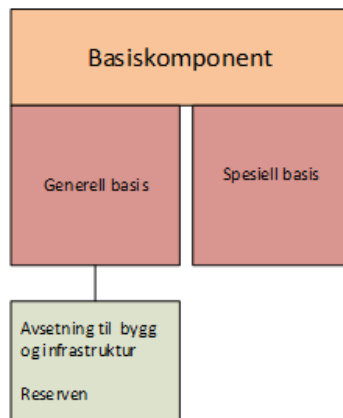 Basiskomponent
Generell basis
Spesiell basis
Avsetning til bygg
og infrastruktur
Reserven